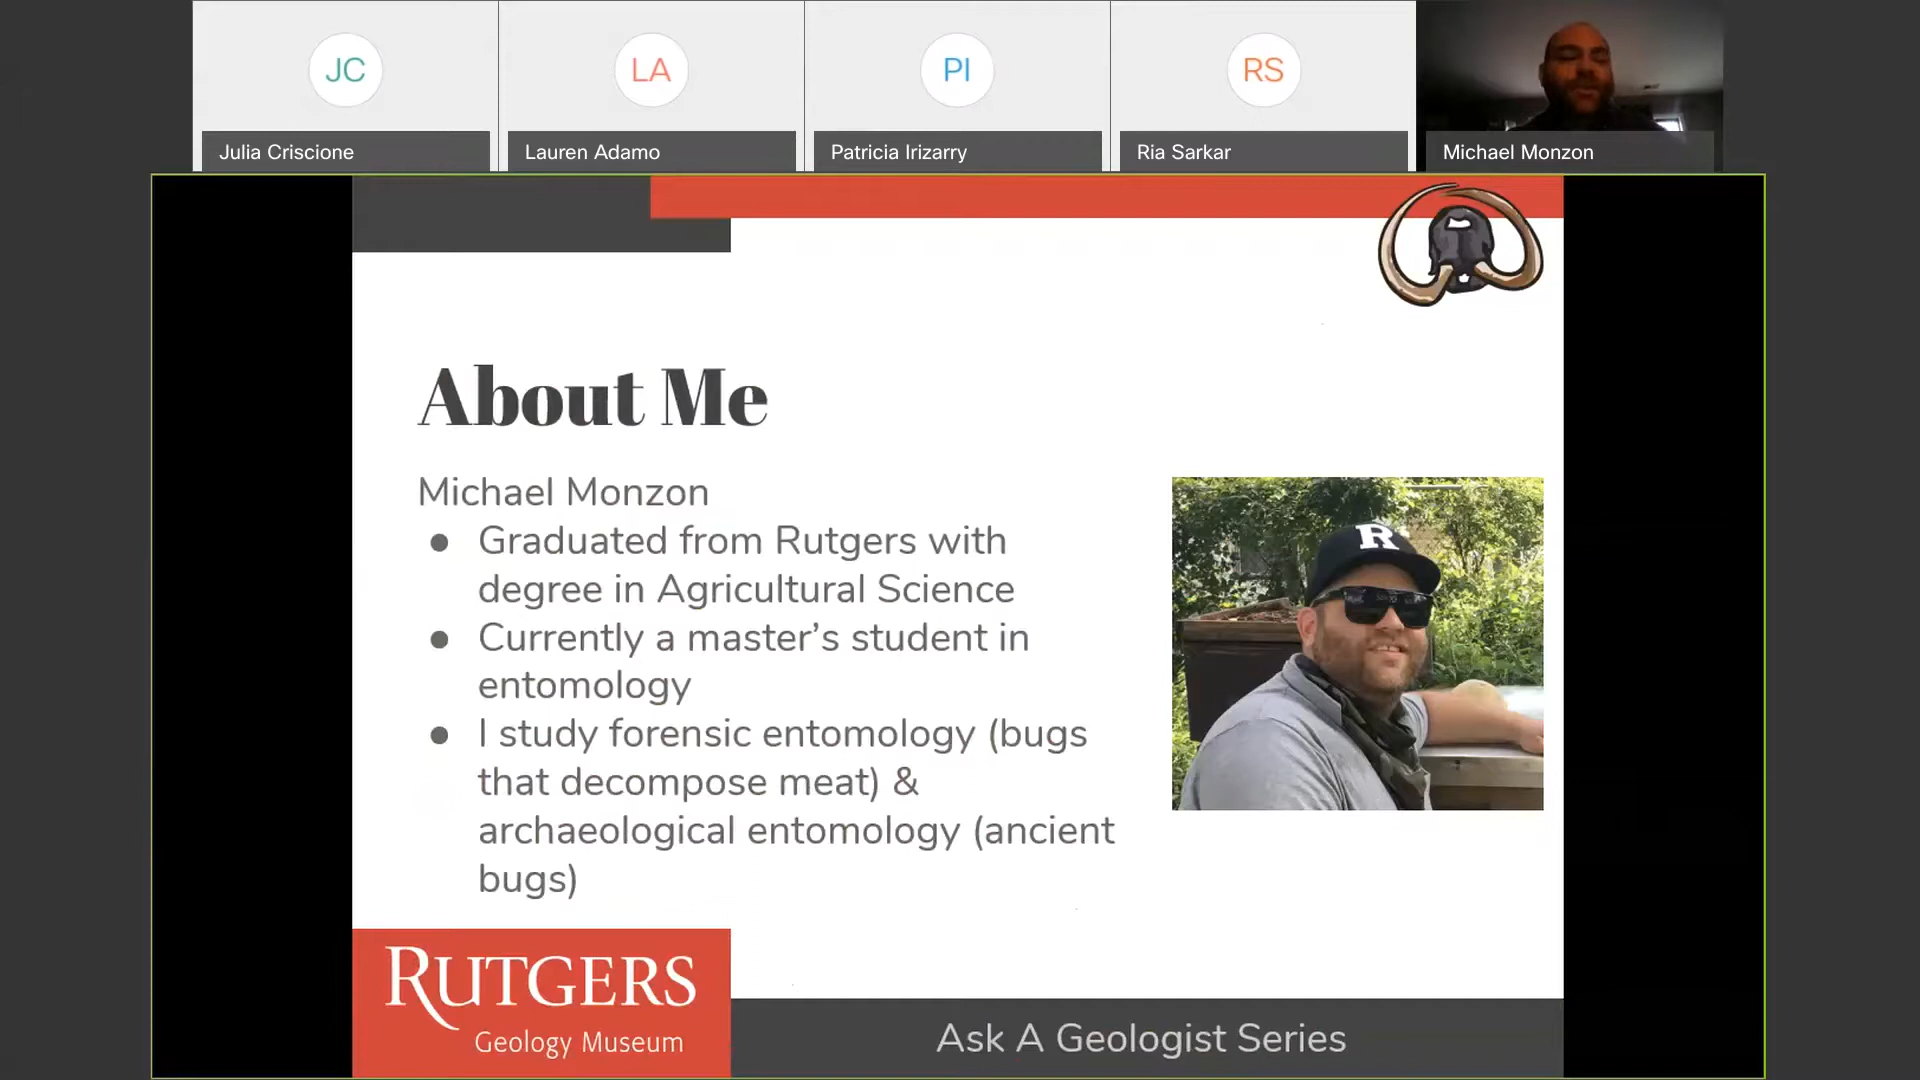 JC
LA
PI
RS
Julia Criscione
Lauren Adamo
Patricia Irizarry
Ria Sarkar
Michael Monzon
About Me
Michael Monzon
● Graduated from Rutgers with
degree in Agricultural Science
● Currently a master’s student in
entomology
● I study forensic entomology (bugs
that decompose meat) &
archaeological entomology (ancient
bugs)
R
RUTGERS
Geology Museum
Ask A Geologist Series